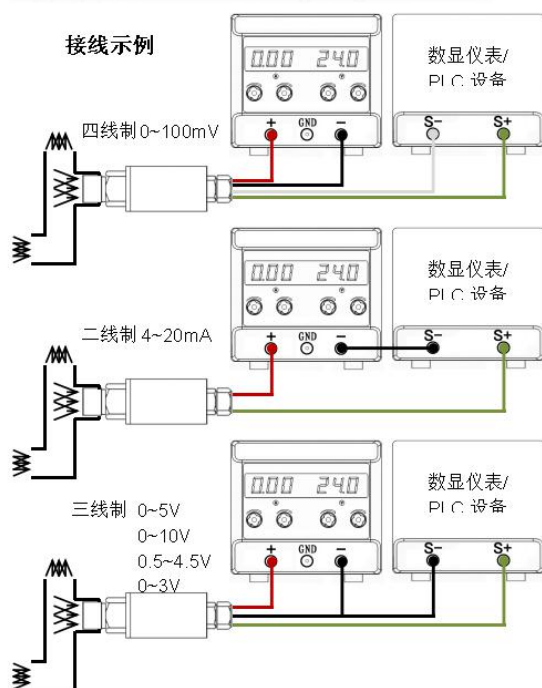 接线示例
0.00 24.0
数显仪表/
PLC 设备
+ GND −
S− S+
四线制 0~100mV
0.00 24.0
数显仪表/
PLC 设备
+ GND −
S− S+
二线制 4~20mA
0.00 24.0
数显仪表/
PLC 设备
+ GND −
S− S+
三线制 0~5V
0~10V
0.5~4.5V
0~3V